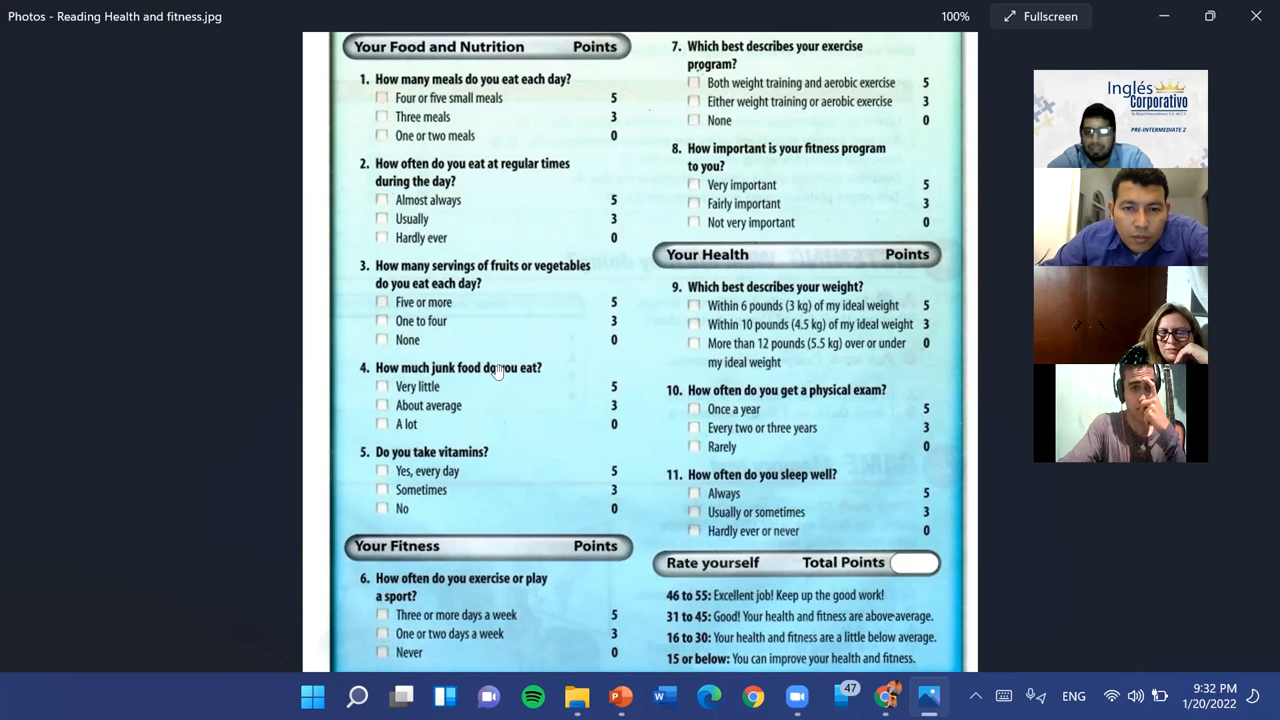 Photos - Reading Health and fitness.jpg
100%
Fullscreen
Your Food and Nutrition Points
1. How many meals do you eat each day?
Four or five small meals 5
Three meals 3
One or two meals 0
2. How often do you eat at regular times
during the day?
Almost always 5
Usually 3
Hardly ever 0
3. How many servings of fruits or vegetables
do you eat each day?
Five or more 5
One to four 3
None 0
4. How much junk food do you eat?
Very little 5
About average 3
A lot 0
5. Do you take vitamins?
Yes, every day 5
Sometimes 3
No 0
Your Fitness Points
6. How often do you exercise or play
a sport?
Three or more days a week 5
One or two days a week 3
Never 0
7. Which best describes your exercise
program?
Both weight training and aerobic exercise 5
Either weight training or aerobic exercise 3
None 0
8. How important is your fitness program
to you?
Very important 5
Fairly important 3
Not very important 0
Your Health Points
9. Which best describes your weight?
Within 6 pounds (3 kg) of my ideal weight 5
Within 10 pounds (4.5 kg) of my ideal weight 3
More than 12 pounds (5.5 kg) over or under 0
my ideal weight
10. How often do you get a physical exam?
Once a year 5
Every two or three years 3
Rarely 0
11. How often do you sleep well?
Always 5
Usually or sometimes 3
Hardly ever or never 0
Rate yourself Total Points
46 to 55: Excellent job! Keep up the good work!
31 to 45: Good! Your health and fitness are above average.
16 to 30: Your health and fitness are a little below average.
15 or below: You can improve your health and fitness.
Inglés
Corporativo
PRE-INTERMEDIATE 2
47
ENG
9:32 PM
1/20/2022